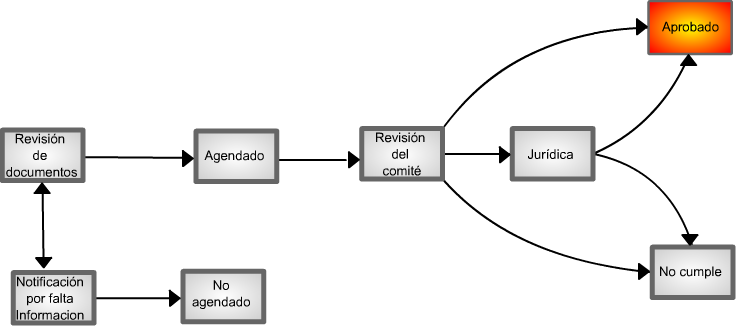 Aprobado
Revisión
de
documentos
Agendado
Revisión
del
comité
Jurídica
Notificación
por falta
Informacion
No
agendado
No cumple